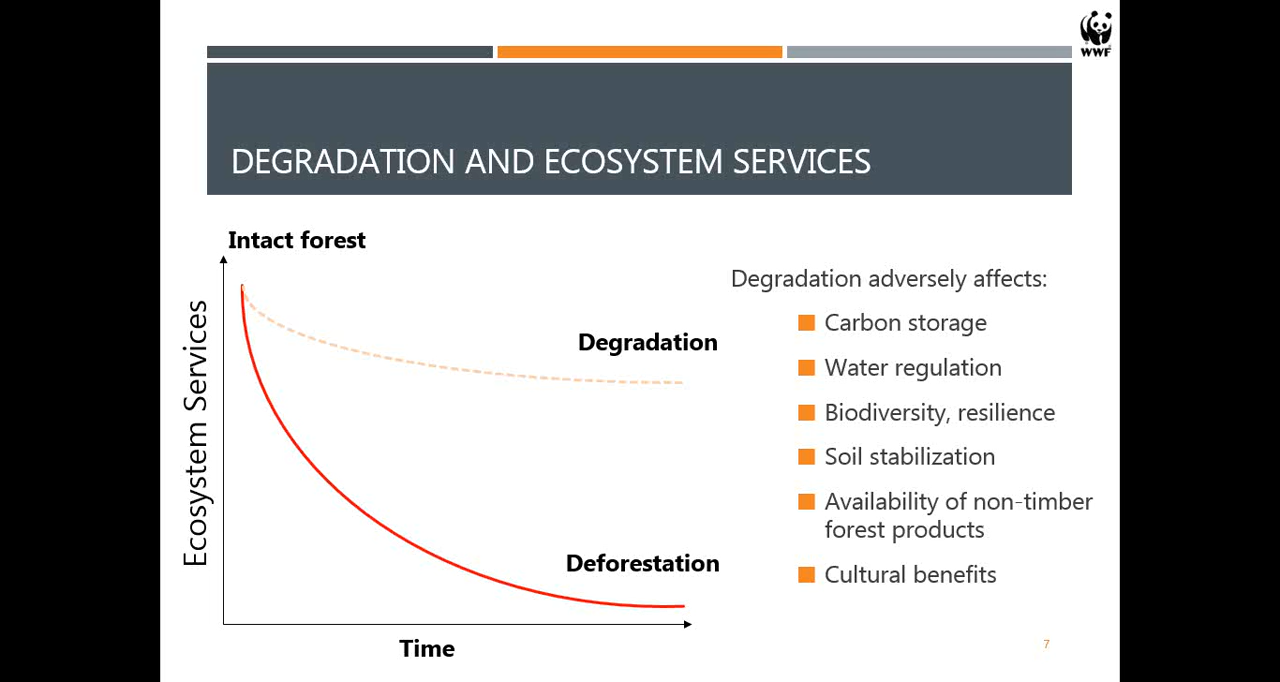 WWF
DEGRADATION AND ECOSYSTEM SERVICES
Intact forest
Ecosystem Services
Degradation
Deforestation
Time
Degradation adversely affects:
Carbon storage
Water regulation
Biodiversity, resilience
Soil stabilization
Availability of non-timber
forest products
Cultural benefits
7